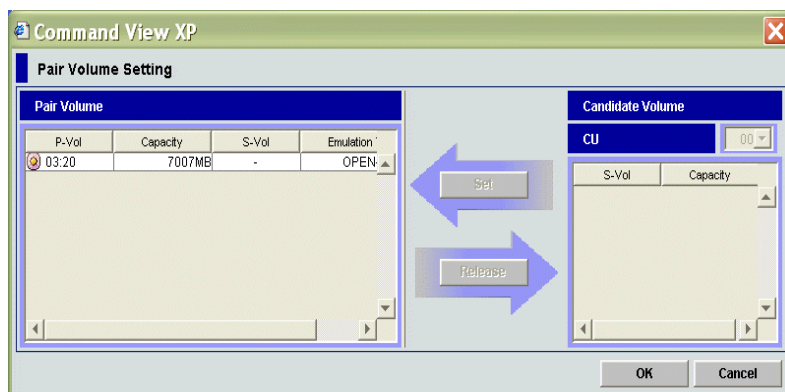 Command View XP
Pair Volume Setting
Pair Volume
P-Vol Capacity S-Vol Emulation
03:20 7007MB - OPEN-
Set
Release
Candidate Volume
CU 00
S-Vol Capacity
OK Cancel